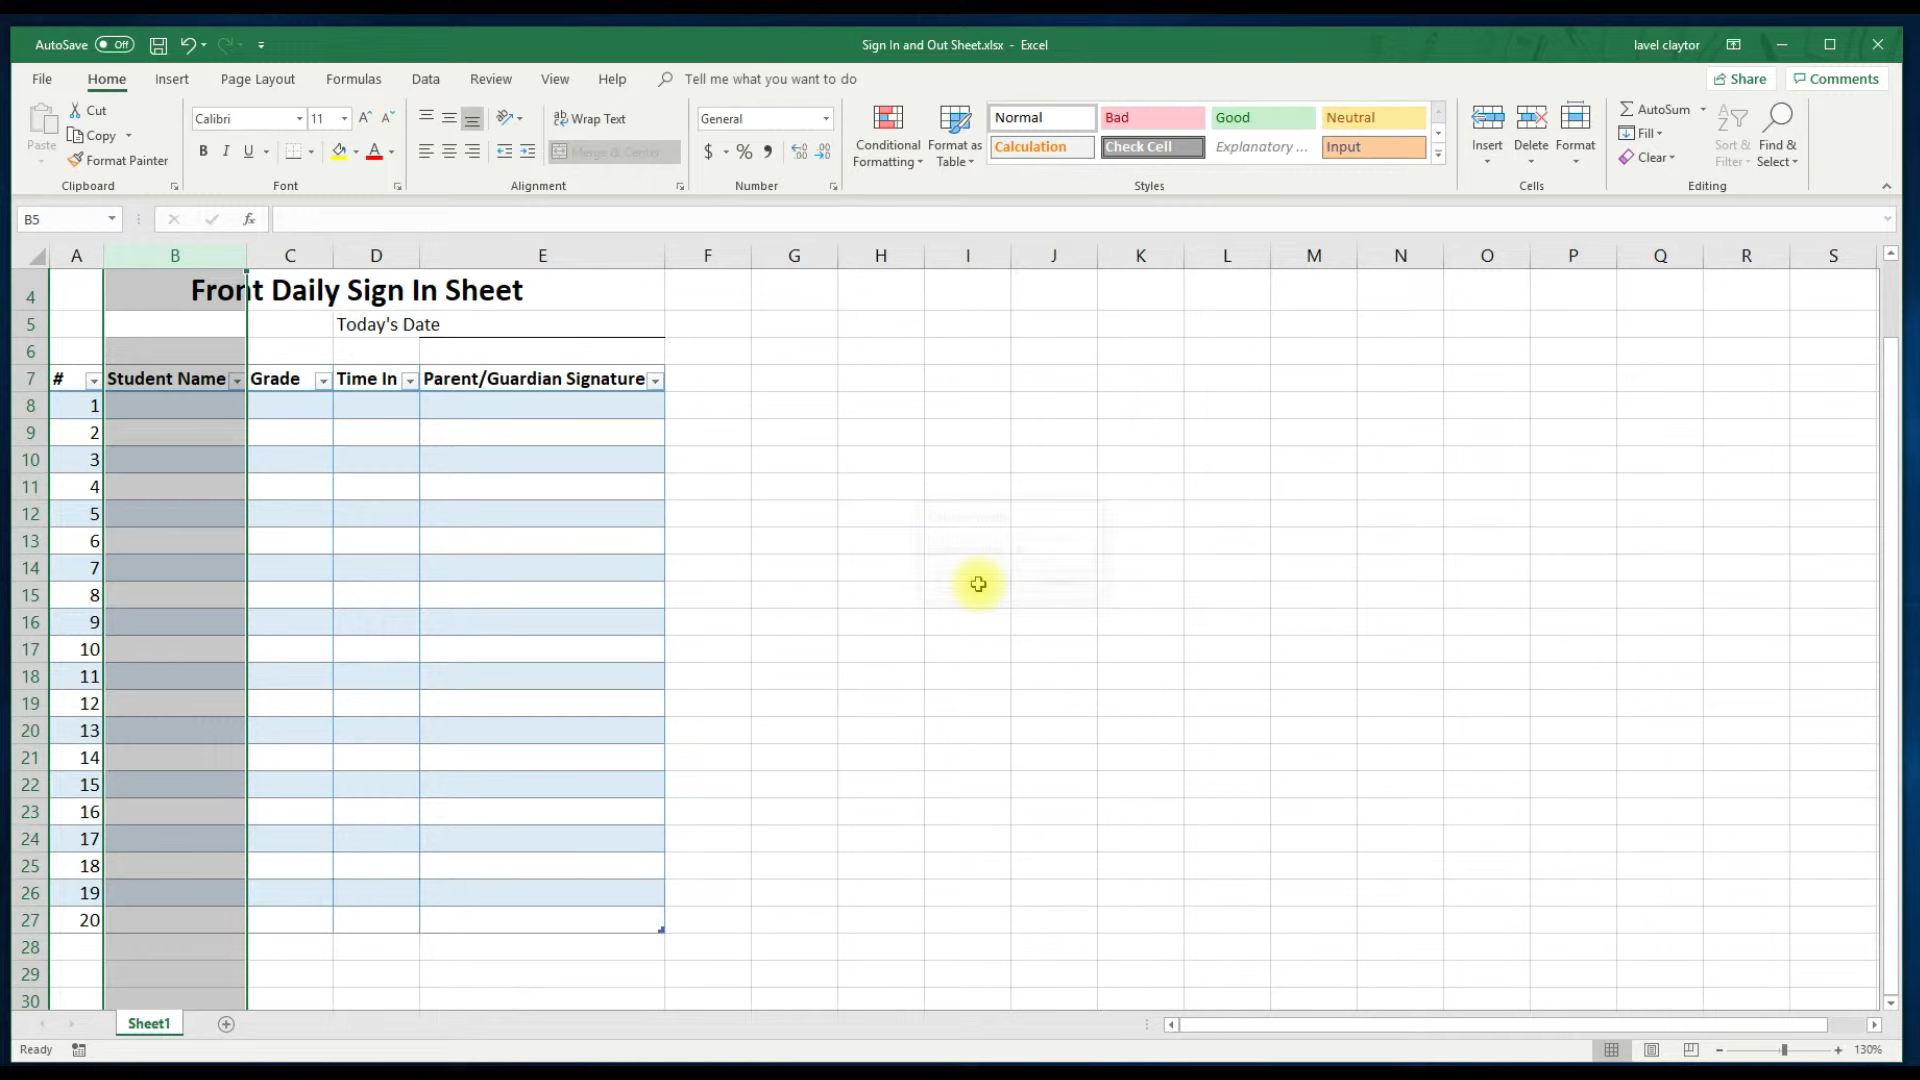 AutoSave Off
Sign In and Out Sheet.xlsx - Excel
lavel claytor
File Home Insert Page Layout Formulas Data Review View Help Tell me what you want to do
Share Comments
Paste
Cut
Copy
Format Painter
Clipboard
Calibri 11
B I U A
Font
Wrap Text
Merge & Center
Alignment
General
$ % ,
Number
Conditional Formatting
Format as Table
Normal Bad Good Neutral
Calculation Check Cell Explanatory ... Input
Styles
Insert Delete Format
Cells
AutoSum
Fill
Clear
Sort & Filter
Find & Select
Editing
B5 fx
A B C D E F G H I J K L M N O P Q R S
4 Front Daily Sign In Sheet
5 Today's Date
6
7 # Student Name Grade Time In Parent/Guardian Signature
8 1
9 2
10 3
11 4
12 5
13 6
14 7
15 8
16 9
17 10
18 11
19 12
20 13
21 14
22 15
23 16
24 17
25 18
26 19
27 20
28
29
30
Sheet1
Ready
130%